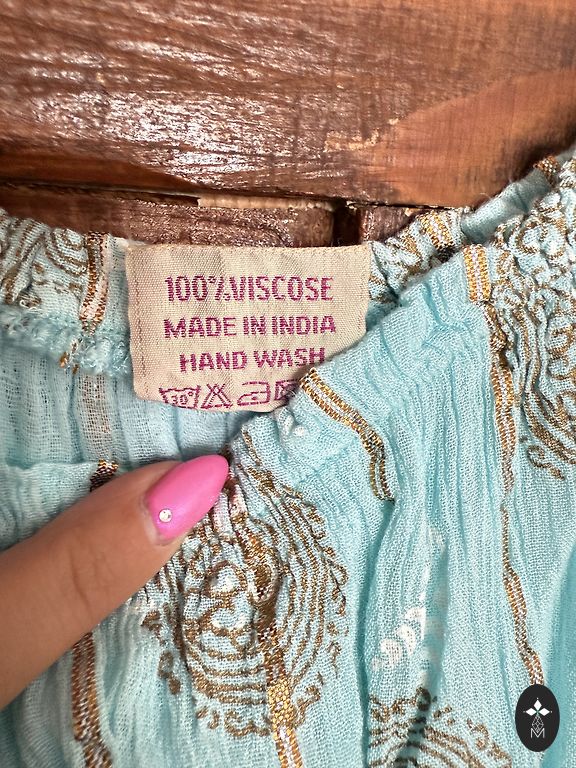 100%VISCOSE
MADE IN INDIA
HAND WASH
30°